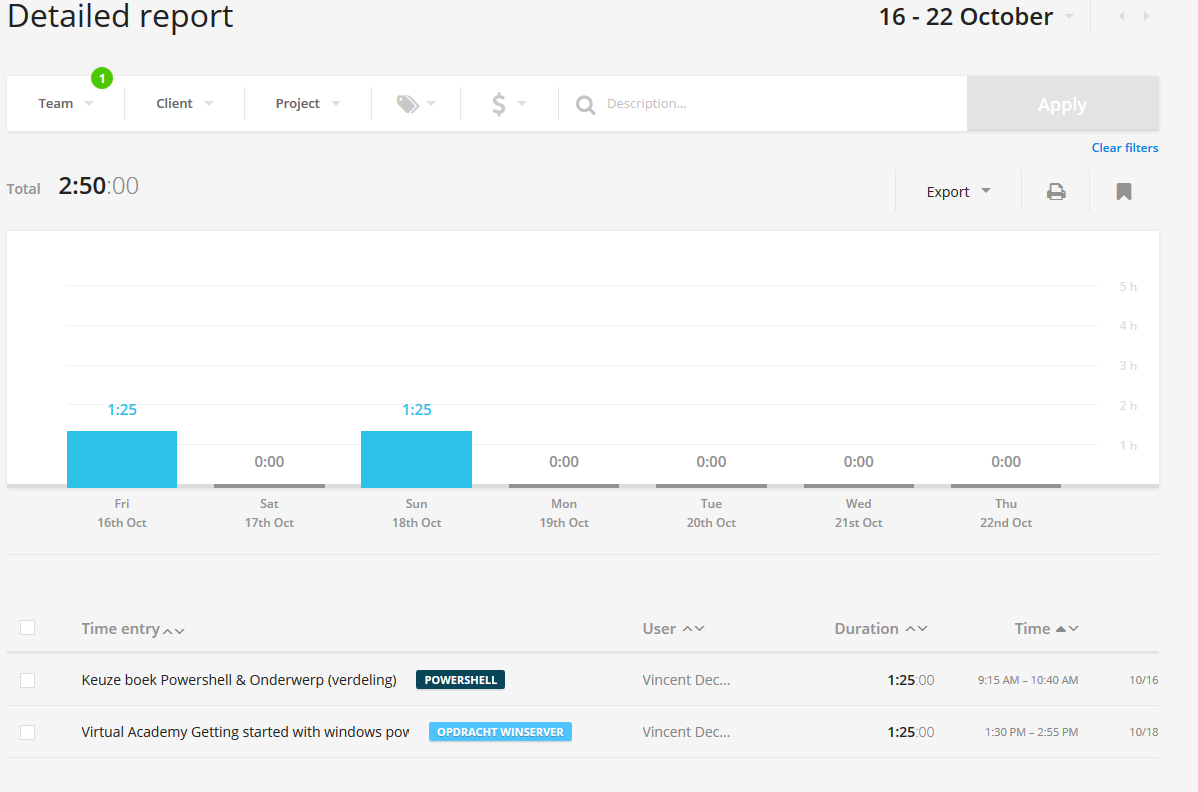 Detailed report
16 - 22 October
1
Team
Client
Project
$
Description...
Apply
Clear filters
Total 2:50:00
Export
5 h
4 h
3 h
2 h
1 h
1:25
0:00
1:25
0:00
0:00
0:00
0:00
Fri
16th Oct
Sat
17th Oct
Sun
18th Oct
Mon
19th Oct
Tue
20th Oct
Wed
21st Oct
Thu
22nd Oct
Time entry User Duration Time
Keuze boek Powershell & Onderwerp (verdeling) POWERSHELL Vincent Dec... 1:25:00 9:15 AM – 10:40 AM 10/16
Virtual Academy Getting started with windows pow OPDRACHT WINSERVER Vincent Dec... 1:25:00 1:30 PM – 2:55 PM 10/18